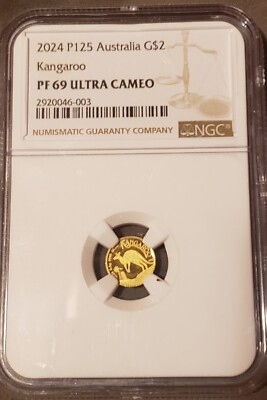 2024 P125 Australia G$2
Kangaroo
PF 69 ULTRA CAMEO
2920046-003
NUMISMATIC GUARANTY COMPANY
NGC
KANGAROO